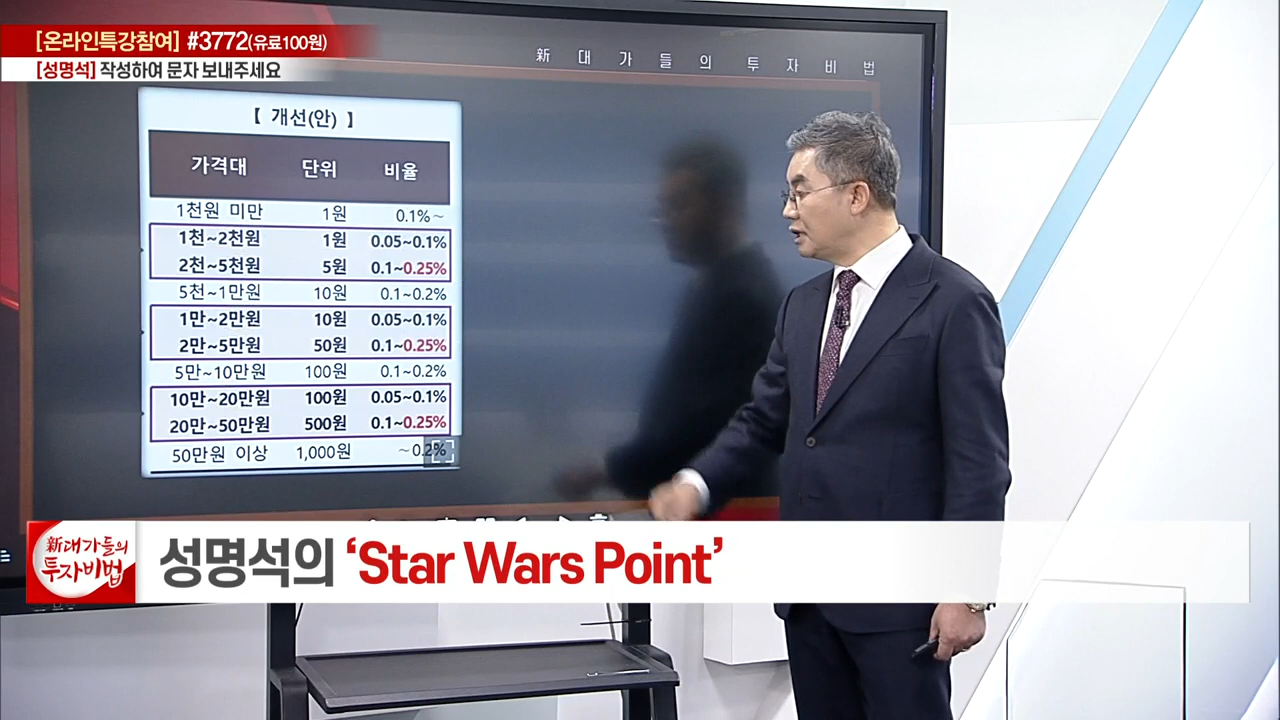 [온라인특강참여] #3772(유료100원)
[성명석] 작성하여 문자 보내주세요
新 대 가 들 의 투 자 비 법
【 개선(안) 】
가격대 단위 비율
1천원 미만 1원 0.1%~
1천~2천원 1원 0.05~0.1%
2천~5천원 5원 0.1~0.25%
5천~1만원 10원 0.1~0.2%
1만~2만원 10원 0.05~0.1%
2만~5만원 50원 0.1~0.25%
5만~10만원 100원 0.1~0.2%
10만~20만원 100원 0.05~0.1%
20만~50만원 500원 0.1~0.25%
50만원 이상 1,000원 ~0.2%
新대가들의
투자비법
성명석의 ‘Star Wars Point’